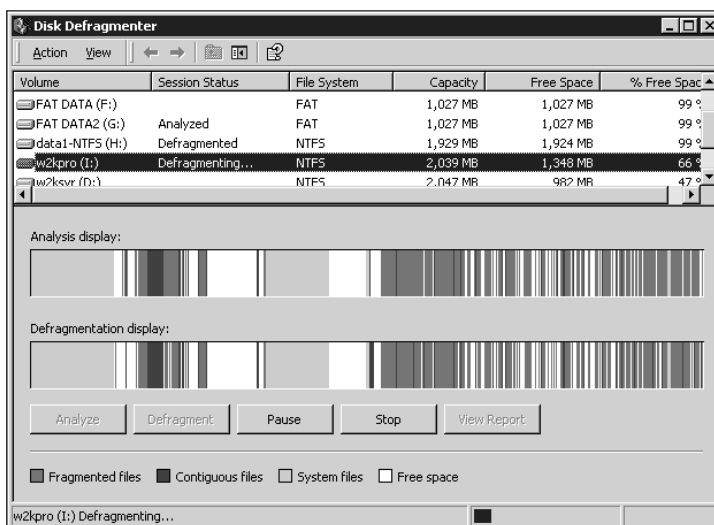 Disk Defragmenter
Action View
Volume Session Status File System Capacity Free Space % Free Spac
FAT DATA (F:) FAT 1,027 MB 1,027 MB 99 %
FAT DATA2 (G:) Analyzed FAT 1,027 MB 1,027 MB 99 %
data1-NTFS (H:) Defragmented NTFS 1,929 MB 1,924 MB 99 %
w2kpro (I:) Defragmenting... NTFS 2,039 MB 1,348 MB 66 %
w2ksvr (D:) NTFS 2,047 MB 982 MB 47 %
Analysis display:
Defragmentation display:
Analyze Defragment Pause Stop View Report
Fragmented files Contiguous files System files Free space
w2kpro (I:) Defragmenting...